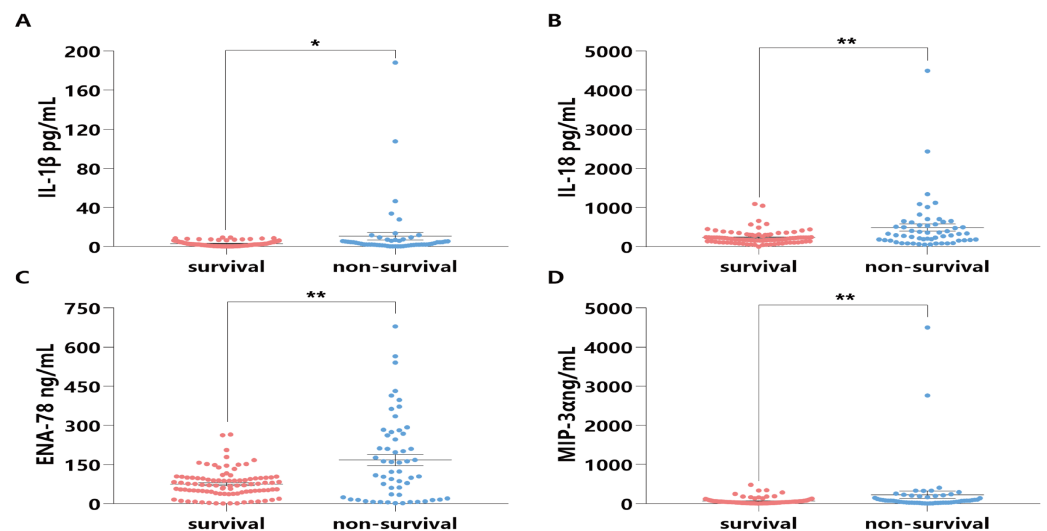 A
IL-1β pg/mL
200
160
120
80
40
0
*
survival
non-survival
B
IL-18 pg/mL
5000
4000
3000
2000
1000
0
**
survival
non-survival
C
ENA-78 ng/mL
750
600
450
300
150
0
**
survival
non-survival
D
MIP-3αng/mL
5000
4000
3000
2000
1000
0
**
survival
non-survival